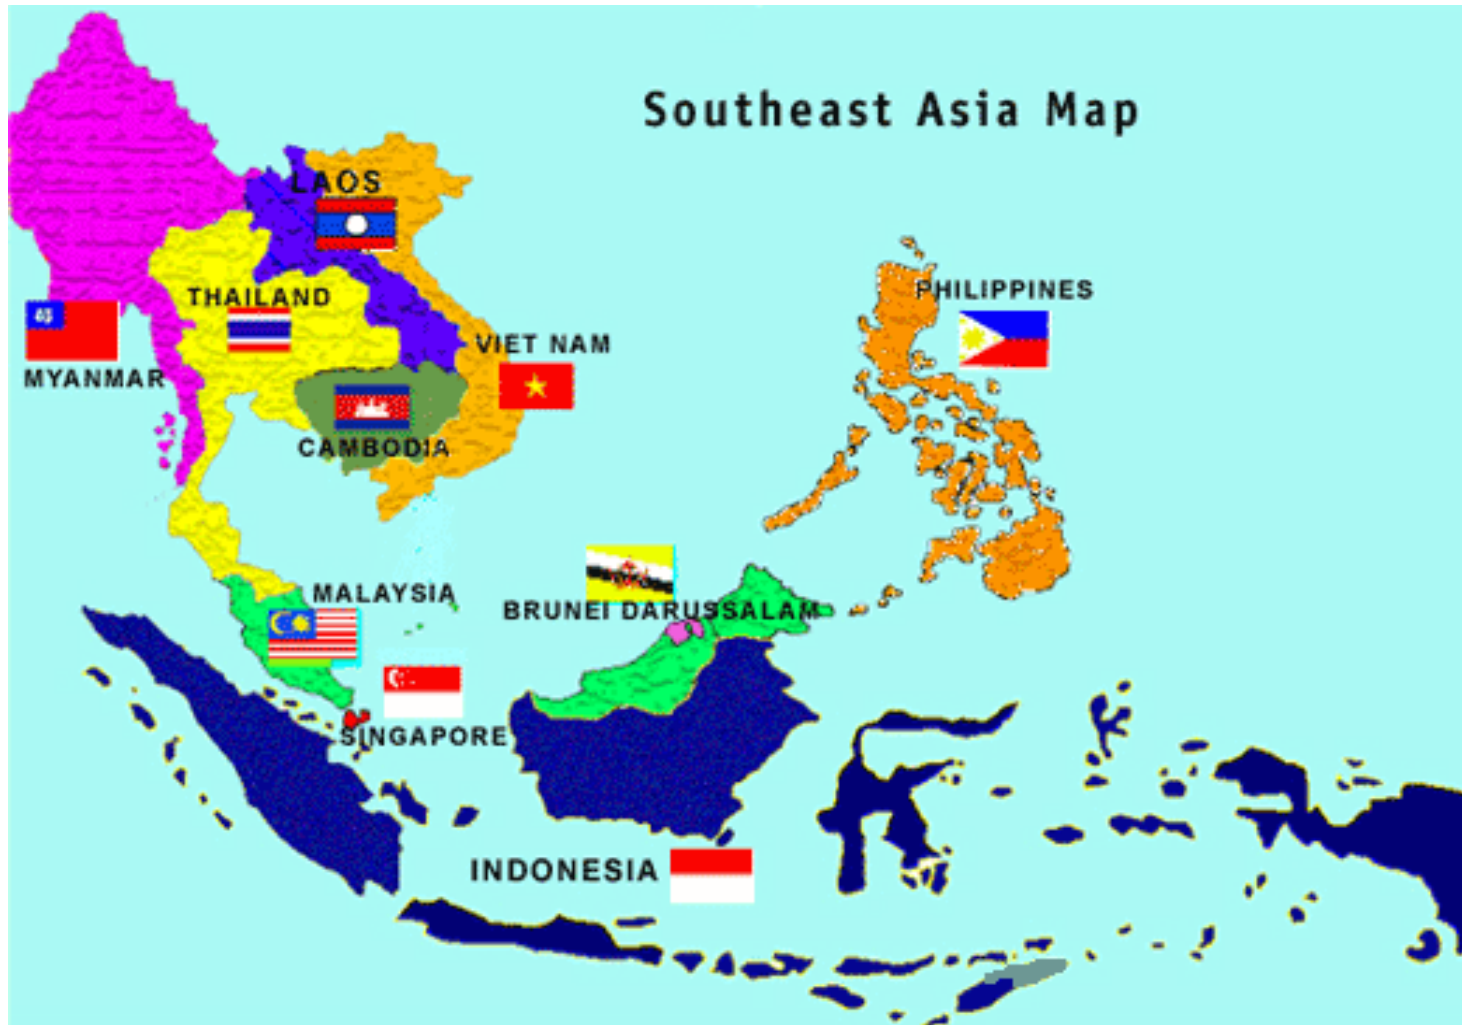 Southeast Asia Map
LAOS
THAILAND
PHILIPPINES
VIET NAM
MYANMAR
CAMBODIA
MALAYSIA
BRUNEI DARUSSALAM
SINGAPORE
INDONESIA